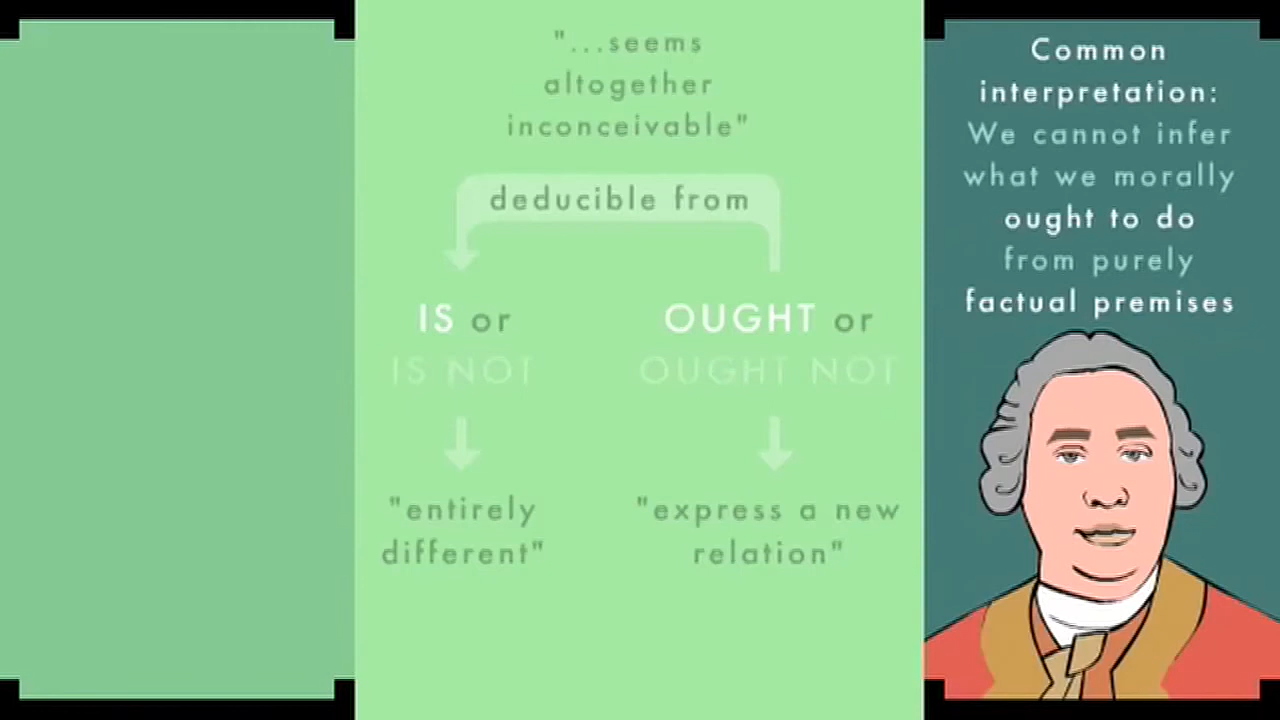 "...seems
altogether
inconceivable"
deducible from
IS or
IS NOT
OUGHT or
OUGHT NOT
"entirely
different"
"express a new
relation"
Common
interpretation:
We cannot infer
what we morally
ought to do
from purely
factual premises